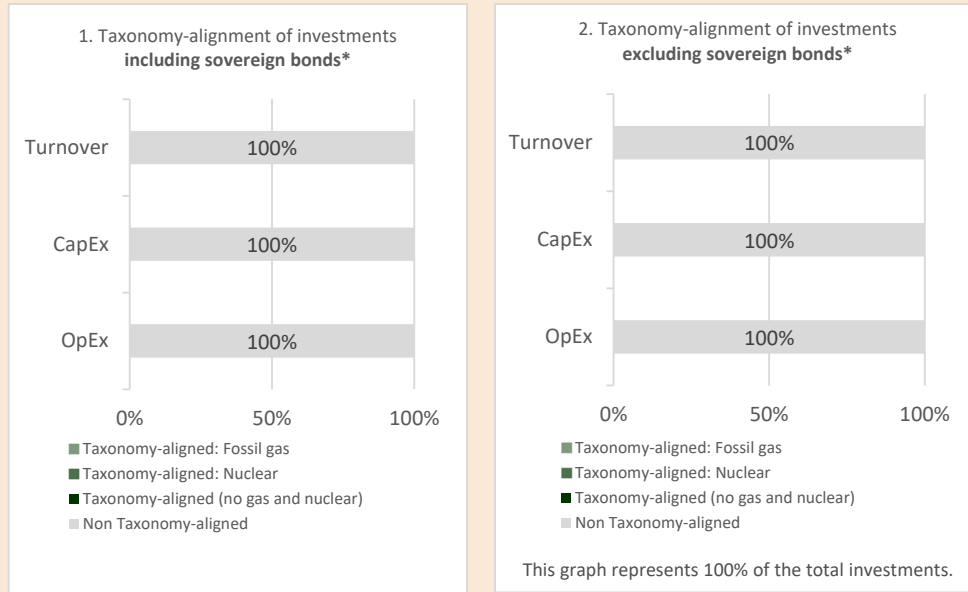 1. Taxonomy-alignment of investments
including sovereign bonds*
Turnover
100%
CapEx
100%
OpEx
100%
0%
50%
100%
Taxonomy-aligned: Fossil gas
Taxonomy-aligned: Nuclear
Taxonomy-aligned (no gas and nuclear)
Non Taxonomy-aligned
2. Taxonomy-alignment of investments
excluding sovereign bonds*
Turnover
100%
CapEx
100%
OpEx
100%
0%
50%
100%
Taxonomy-aligned: Fossil gas
Taxonomy-aligned: Nuclear
Taxonomy-aligned (no gas and nuclear)
Non Taxonomy-aligned
This graph represents 100% of the total investments.